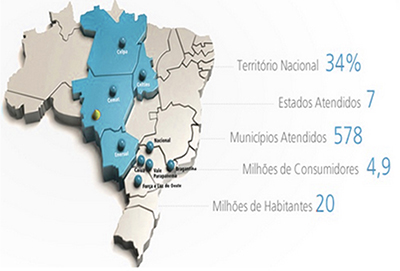 Celpa
Celtins
Cemat
Enersul
Nacional
Caiuá
Vale
Paranapanema
Bragantina
Força e Luz do Oeste
Território Nacional 34%
Estados Atendidos 7
Municípios Atendidos 578
Milhões de Consumidores 4,9
Milhões de Habitantes 20